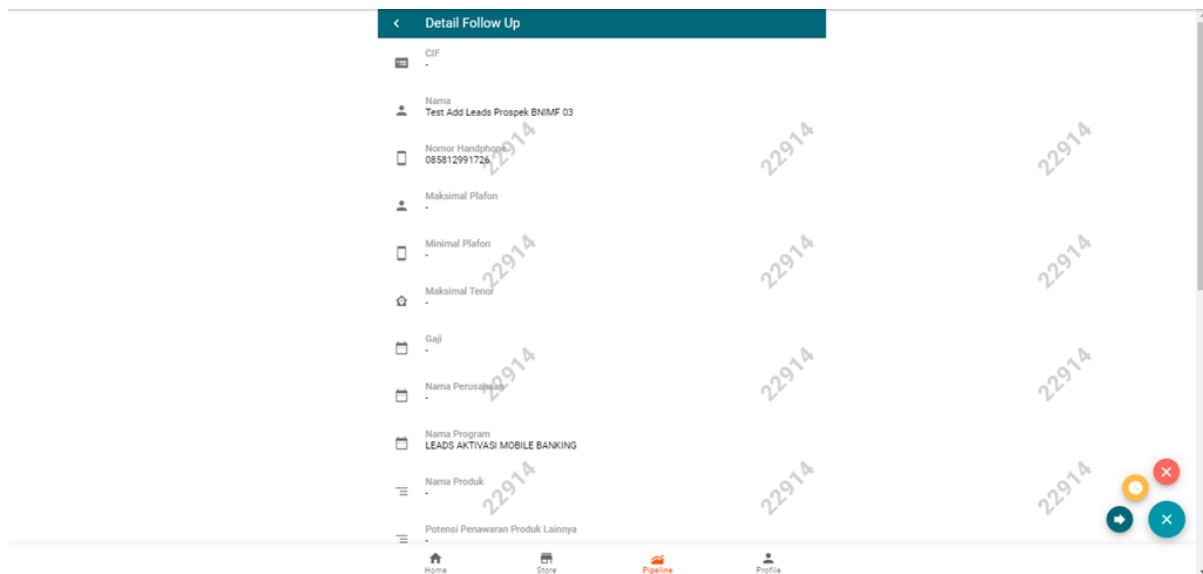 Detail Follow Up
CIF
-
Nama
Test Add Leads Prospek BNIMF 03
Nomor Handphone
085812991726
22914 22914 22914
Maksimal Plafon
-
Minimal Plafon
-
22914 22914 22914
Maksimal Tenor
-
Gaji
-
Nama Perusahaan
-
22914 22914 22914
Nama Program
LEADS AKTIVASI MOBILE BANKING
Nama Produk
-
22914 22914 22914
Potensi Penawaran Produk Lainnya
-
Home Store Pipeline Profile